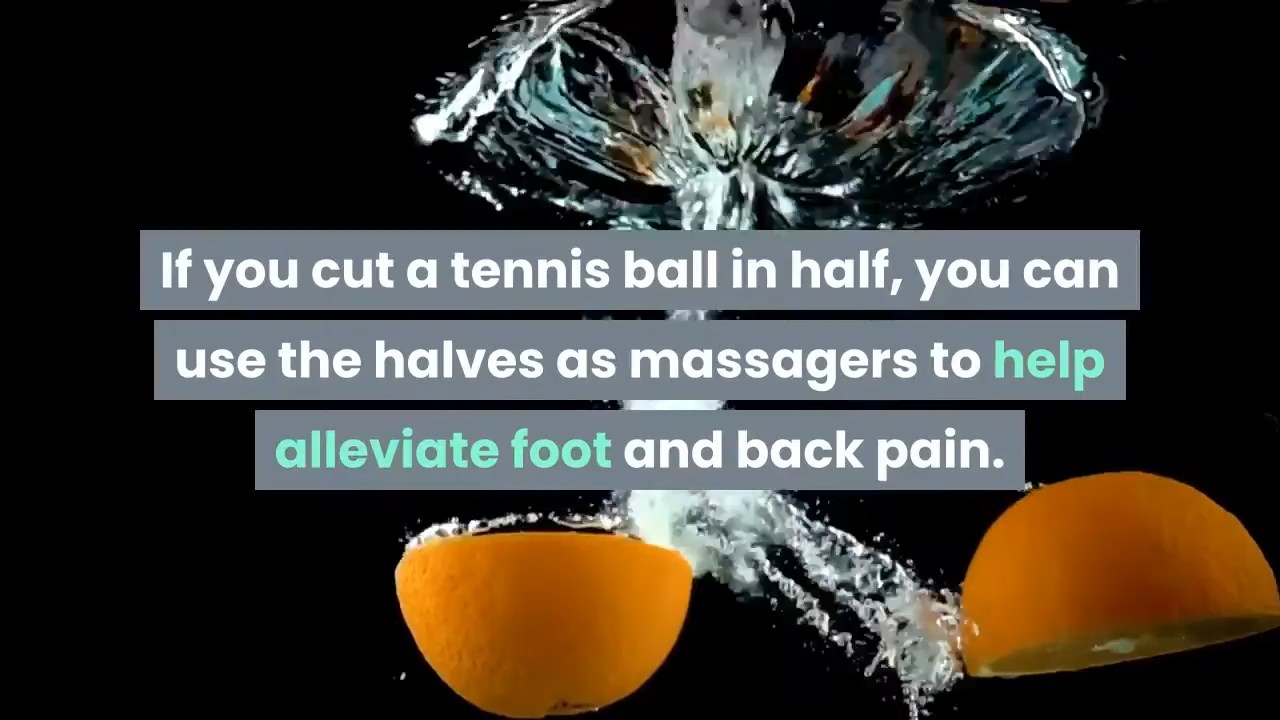 If you cut a tennis ball in half, you can
use the halves as massagers to help
alleviate foot and back pain.